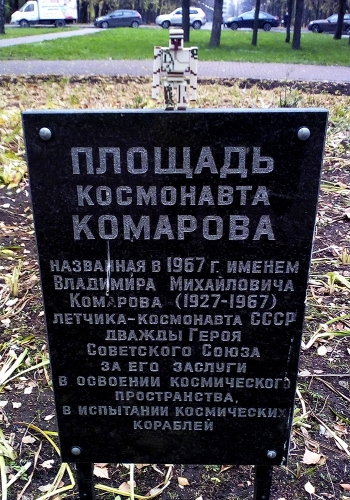 ПЛОЩАДЬ
КОСМОНАВТА
КОМАРОВА
НАЗВАННАЯ В 1967 Г. ИМЕНЕМ
ВЛАДИМИРА МИХАЙЛОВИЧА
КОМАРОВА (1927-1967)
ЛЕТЧИКА-КОСМОНАВТА СССР
ДВАЖДЫ ГЕРОЯ
СОВЕТСКОГО СОЮЗА
ЗА ЕГО ЗАСЛУГИ
В ОСВОЕНИИ КОСМИЧЕСКОГО
ПРОСТРАНСТВА,
В ИСПЫТАНИИ КОСМИЧЕСКИХ
КОРАБЛЕЙ